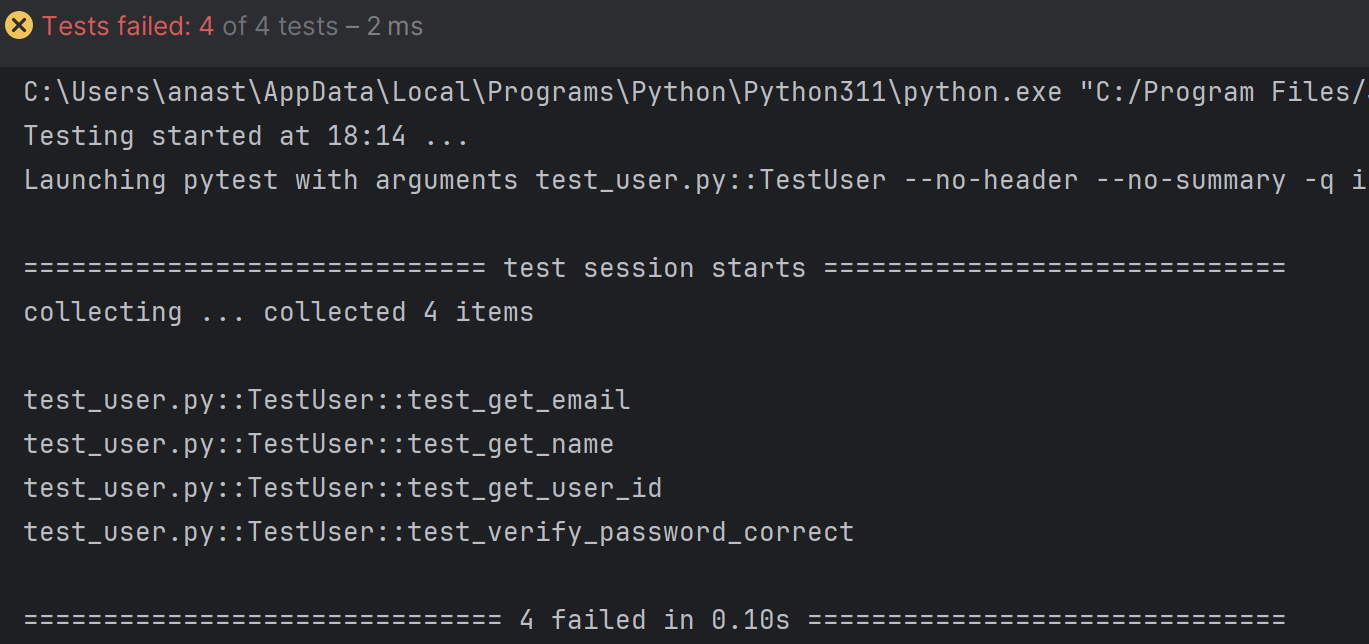 Tests failed: 4 of 4 tests – 2 ms
C:\Users\anast\AppData\Local\Programs\Python\Python311\python.exe "C:/Program Files/
Testing started at 18:14 ...
Launching pytest with arguments test_user.py::TestUser --no-header --no-summary -q i
============================= test session starts =============================
collecting ... collected 4 items
test_user.py::TestUser::test_get_email
test_user.py::TestUser::test_get_name
test_user.py::TestUser::test_get_user_id
test_user.py::TestUser::test_verify_password_correct
============================== 4 failed in 0.10s ==============================